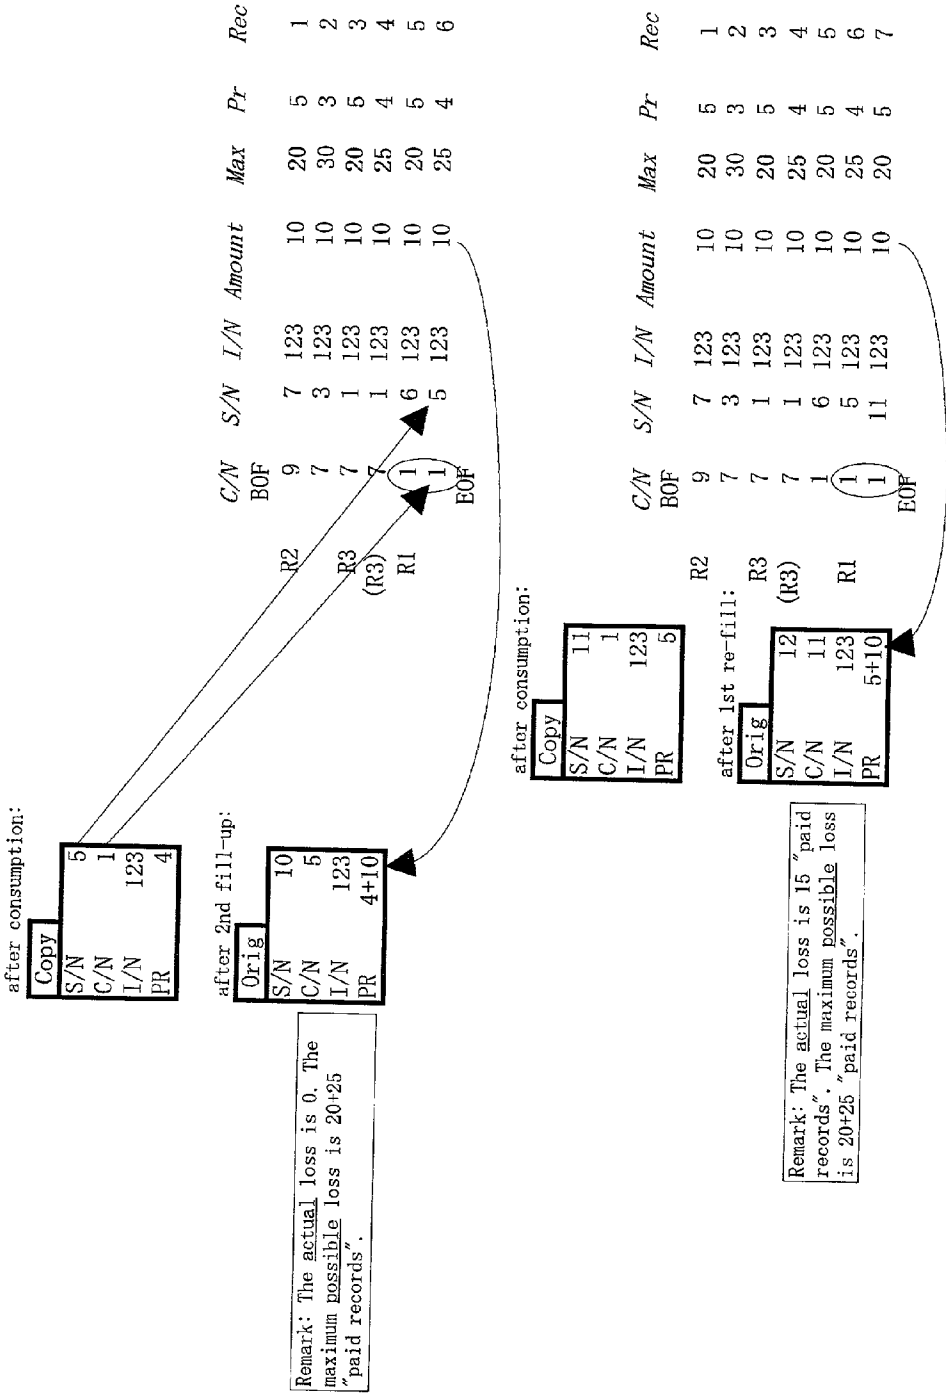 after consumption:
Copy
S/N 5
C/N 1
I/N 123
PR 4
after 2nd fill-up:
Orig
S/N 10
C/N 5
I/N 123
PR 4+10
Remark: The actual loss is 0. The
maximum possible loss is 20+25
"paid records".
C/N S/N I/N Amount Max Pr Rec
BOF
R2 9 7 123 10 20 5 1
7 3 123 10 30 3 2
R3 7 1 123 10 20 5 3
(R3) 7 1 123 10 25 4 4
R1 1 6 123 10 20 5 5
1 5 123 10 25 4 6
EOF
after consumption:
Copy
S/N 11
C/N 1
I/N 123
PR 5
after 1st re-fill:
Orig
S/N 12
C/N 11
I/N 123
PR 5+10
Remark: The actual loss is 15 "paid
records". The maximum possible loss
is 20+25 "paid records".
C/N S/N I/N Amount Max Pr Rec
BOF
R2 9 7 123 10 20 5 1
7 3 123 10 30 3 2
R3 7 1 123 10 20 5 3
(R3) 7 1 123 10 25 4 4
1 6 123 10 20 5 5
R1 1 5 123 10 25 4 6
1 11 123 10 20 5 7
EOF